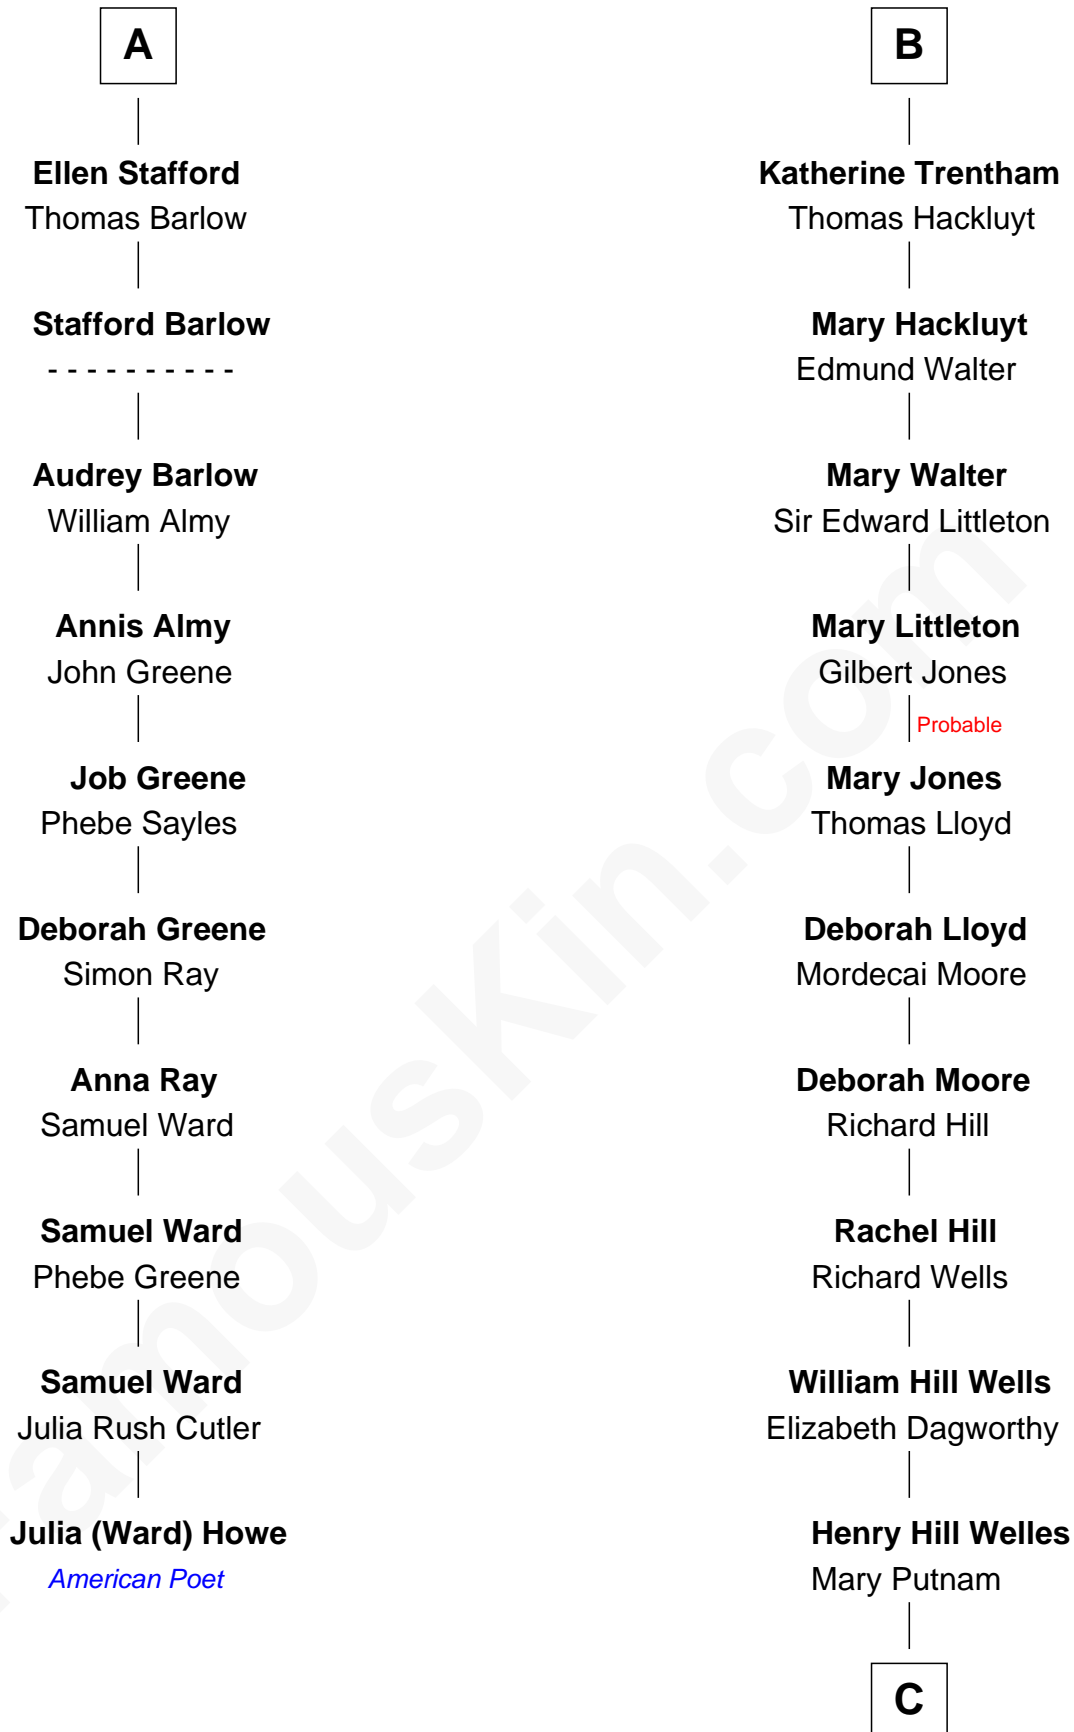 A
Ellen Stafford
Thomas Barlow
Stafford Barlow
- - - - - - - - - -
Audrey Barlow
William Almy
Annis Almy
John Greene
Job Greene
Phebe Sayles
Deborah Greene
Simon Ray
Anna Ray
Samuel Ward
Samuel Ward
Phebe Greene
Samuel Ward
Julia Rush Cutler
Julia (Ward) Howe
American Poet
B
Katherine Trentham
Thomas Hackluyt
Mary Hackluyt
Edmund Walter
Mary Walter
Sir Edward Littleton
Mary Littleton
Gilbert Jones
Probable
Mary Jones
Thomas Lloyd
Deborah Lloyd
Mordecai Moore
Deborah Moore
Richard Hill
Rachel Hill
Richard Wells
William Hill Wells
Elizabeth Dagworthy
Henry Hill Welles
Mary Putnam
C
FamousKin.com